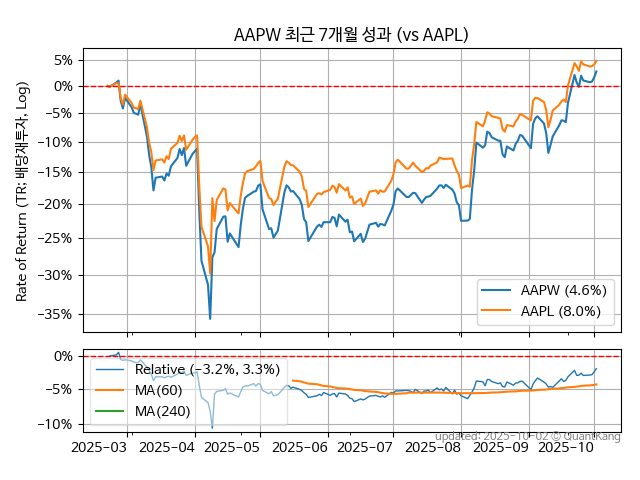 AAPW 최근 7개월 성과 (vs AAPL)
Rate of Return (TR: 배당재투자, Log)
5%
0%
−5%
−10%
−15%
−20%
−25%
−30%
−35%
AAPW (4.6%)
AAPL (8.0%)
0%
−5%
−10%
Relative (−3.2%, 3.3%)
MA(60)
MA(240)
updated: 2025-10-02 © QuantKang
2025-03 2025-04 2025-05 2025-06 2025-07 2025-08 2025-09 2025-10